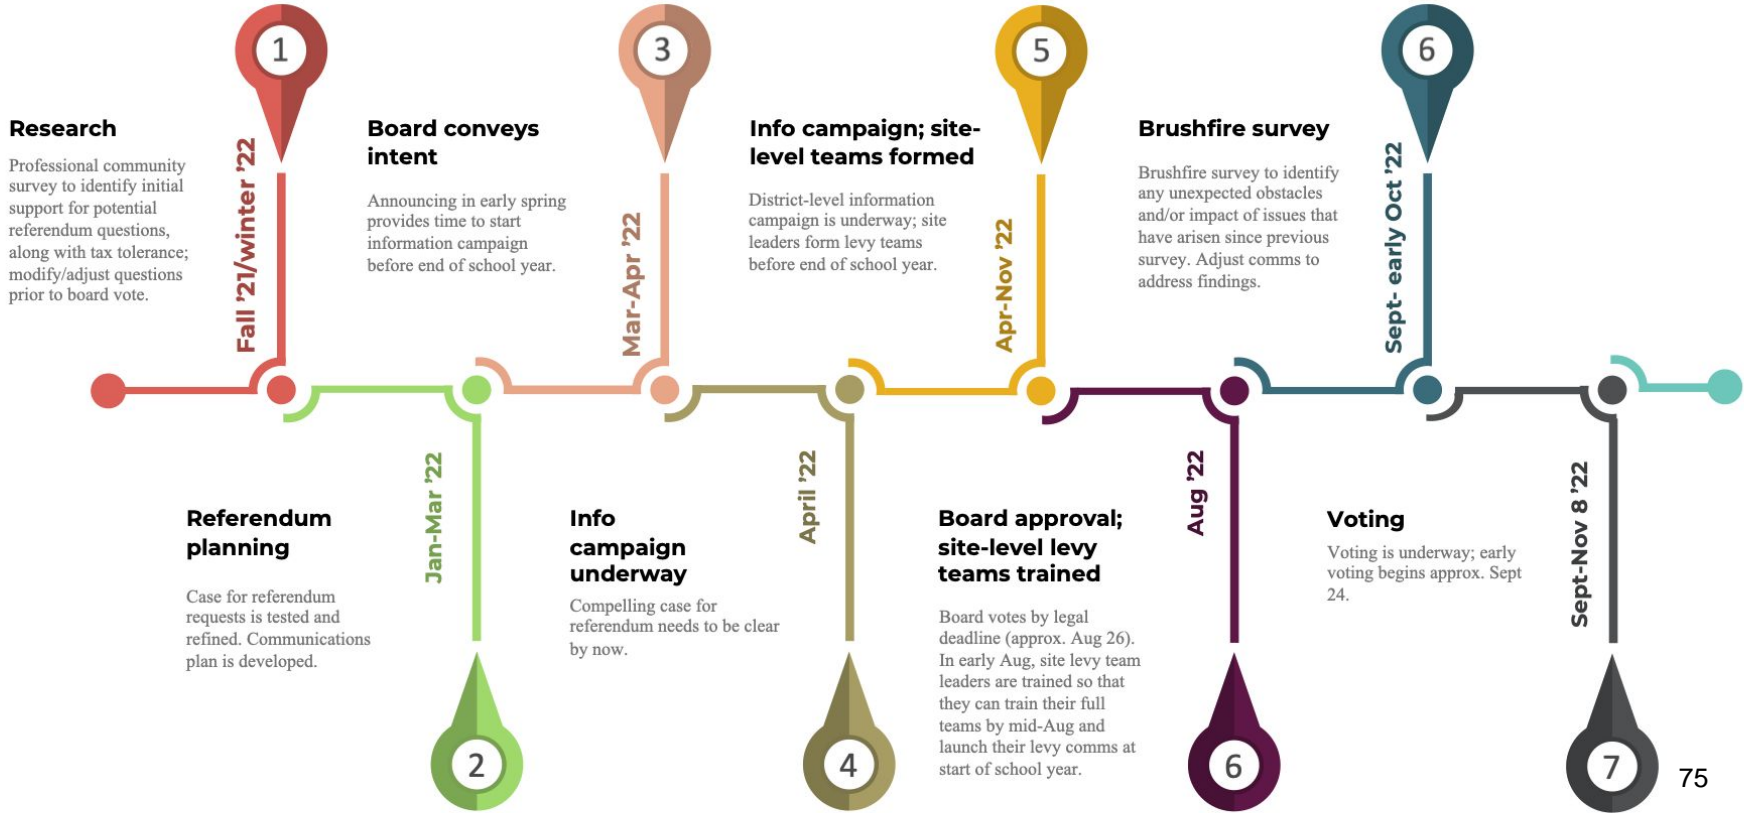 1
Research
Professional community
survey to identify initial
support for potential
referendum questions,
along with tax tolerance;
modify/adjust questions
prior to board vote.
Fall ’21/winter ’22
Referendum
planning
Case for referendum
requests is tested and
refined. Communications
plan is developed.
Jan-Mar ’22
2
3
Board conveys
intent
Announcing in early spring
provides time to start
information campaign
before end of school year.
Mar-Apr ’22
Info
campaign
underway
Compelling case for
referendum needs to be clear
by now.
April ’22
4
5
Info campaign; site-
level teams formed
District-level information
campaign is underway; site
leaders form levy teams
before end of school year.
Apr-Nov ’22
Board approval;
site-level levy
teams trained
Board votes by legal
deadline (approx. Aug 26).
In early Aug, site levy team
leaders are trained so that
they can train their full
teams by mid-Aug and
launch their levy comms at
start of school year.
Aug ’22
6
6
Brushfire survey
Brushfire survey to identify
any unexpected obstacles
and/or impact of issues that
have arisen since previous
survey. Adjust comms to
address findings.
Sept- early Oct ’22
Voting
Voting is underway; early
voting begins approx. Sept
24.
Sept-Nov 8 ’22
7
75